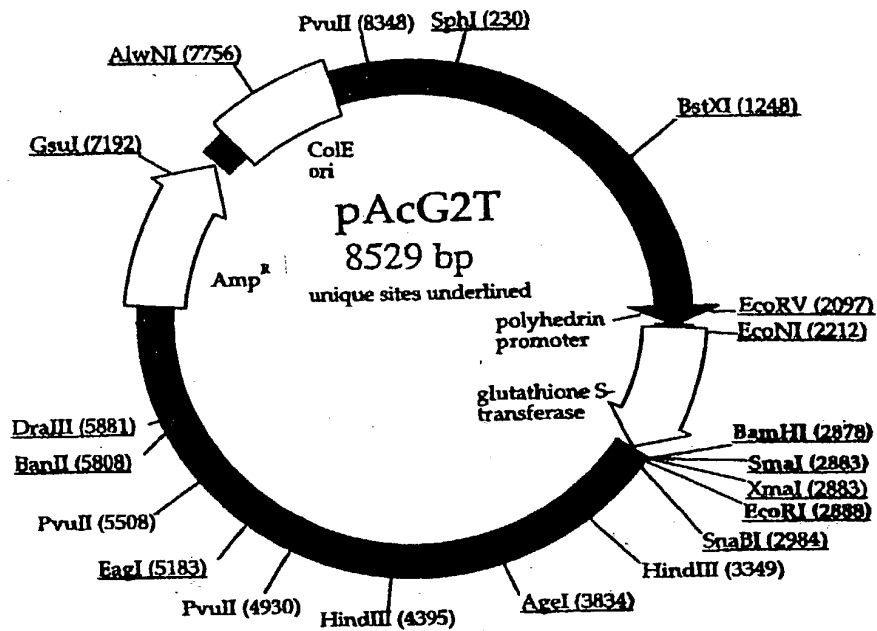 PvuII (8348)
SphI (230)
AlwNI (7756)
BstXI (1248)
GsuI (7192)
ColE
ori
pAcG2T
8529 bp
unique sites underlined
Amp^R
polyhedrin
promoter
EcoRV (2097)
EcoNI (2212)
glutathione S-
transferase
BamHI (2878)
SmaI (2883)
XmaI (2883)
EcoRI (2888)
SnaBI (2984)
HindIII (3349)
AgeI (3834)
HindIII (4395)
PvuII (4930)
EagI (5183)
PvuII (5508)
BanII (5808)
DraIII (5881)